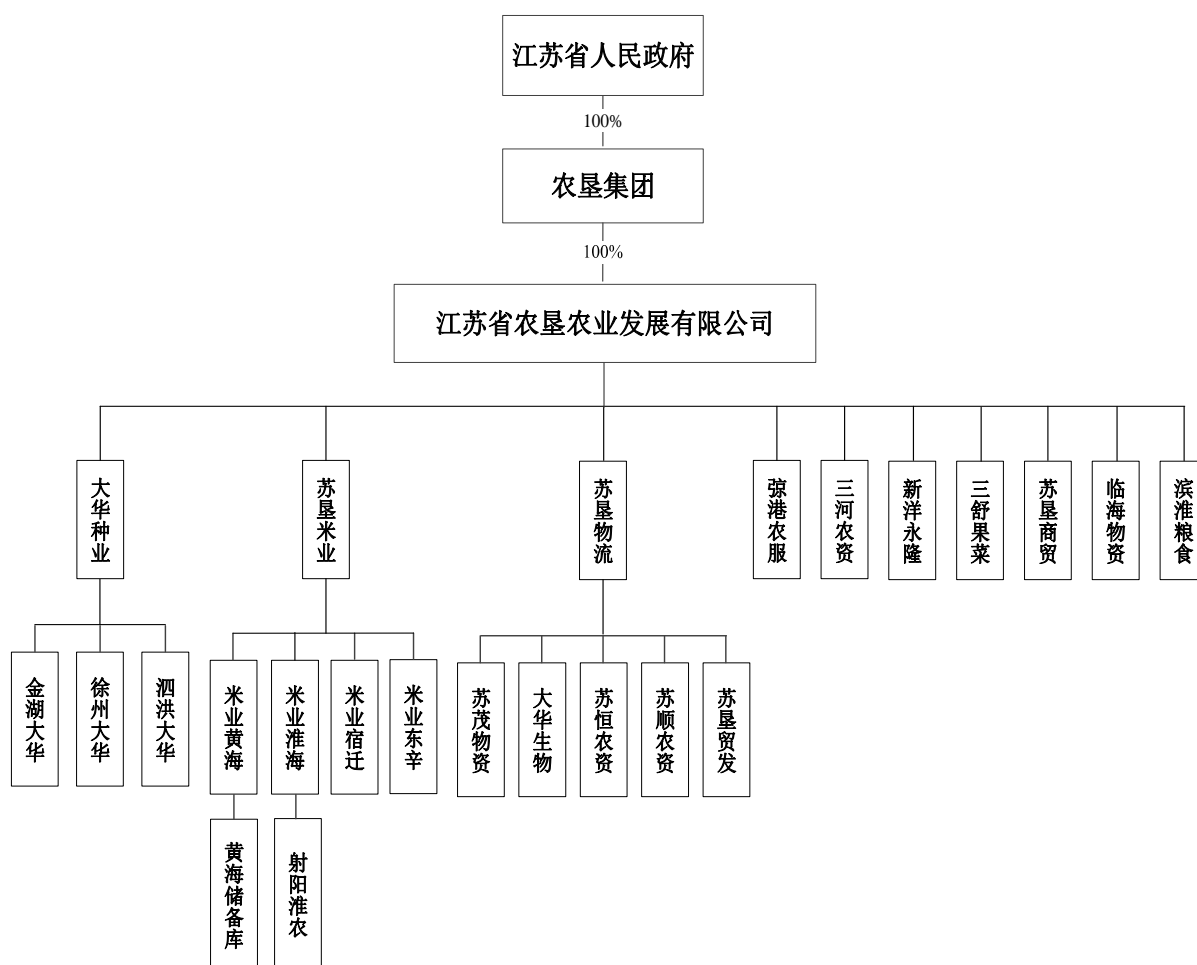 江苏省人民政府
100%
农垦集团
100%
江苏省农垦农业发展有限公司
大华种业
苏垦米业
苏垦物流
弶港农服
三河农资
新洋永隆
三舒果菜
苏垦商贸
临海物资
滨淮粮食
金湖大华
徐州大华
泗洪大华
米业黄海
米业淮海
米业宿迁
米业东辛
苏茂物资
大华生物
苏恒农资
苏顺农资
苏垦贸发
黄海储备库
射阳淮农